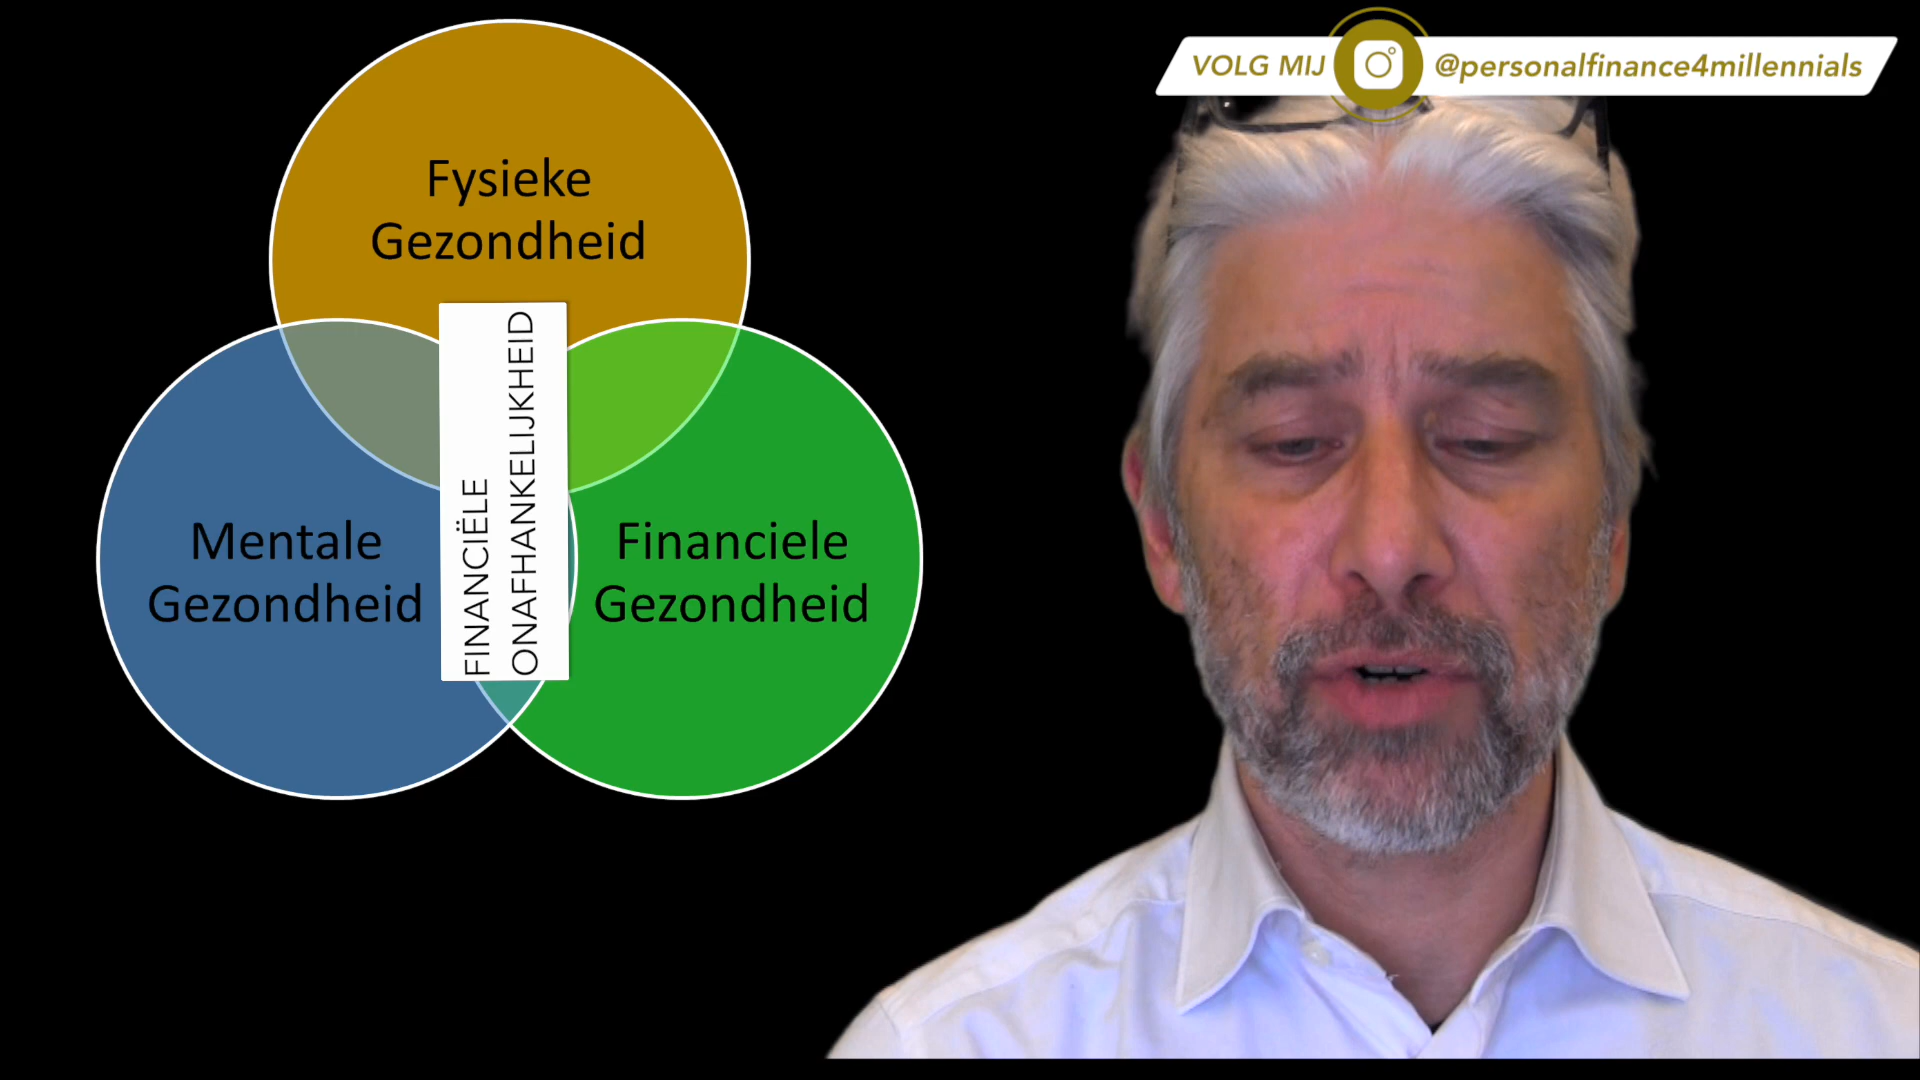 VOLG MIJ @personalfinance4millennials
Fysieke
Gezondheid
FINANCIËLE
ONAFHANKELIJKHEID
Mentale
Gezondheid
Financiele
Gezondheid